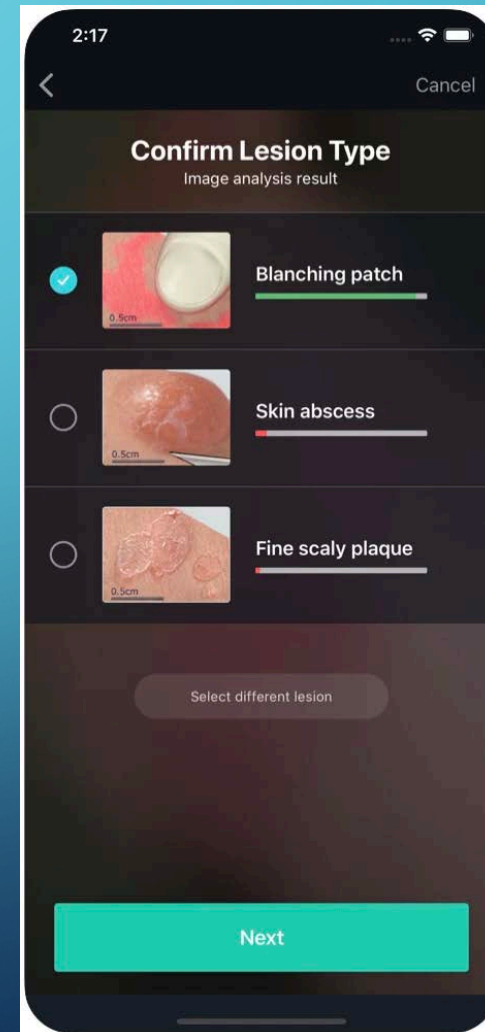 2:17
Cancel
Confirm Lesion Type
Image analysis result
Blanching patch
0.5cm
Skin abscess
0.5cm
Fine scaly plaque
0.5cm
Select different lesion
Next